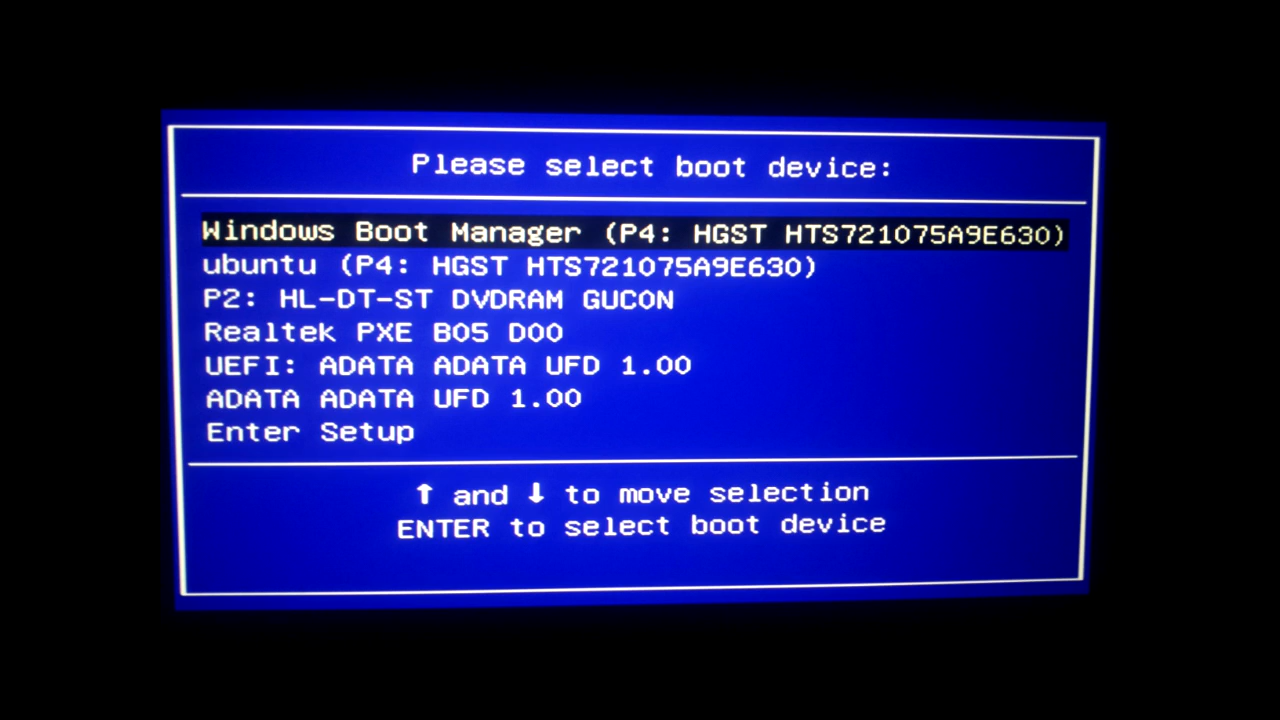 Please select boot device:
Windows Boot Manager (P4: HGST HTS721075A9E630)
ubuntu (P4: HGST HTS721075A9E630)
P2: HL-DT-ST DVDRAM GUCON
Realtek PXE B05 D00
UEFI: ADATA ADATA UFD 1.00
ADATA ADATA UFD 1.00
Enter Setup
↑ and ↓ to move selection
ENTER to select boot device